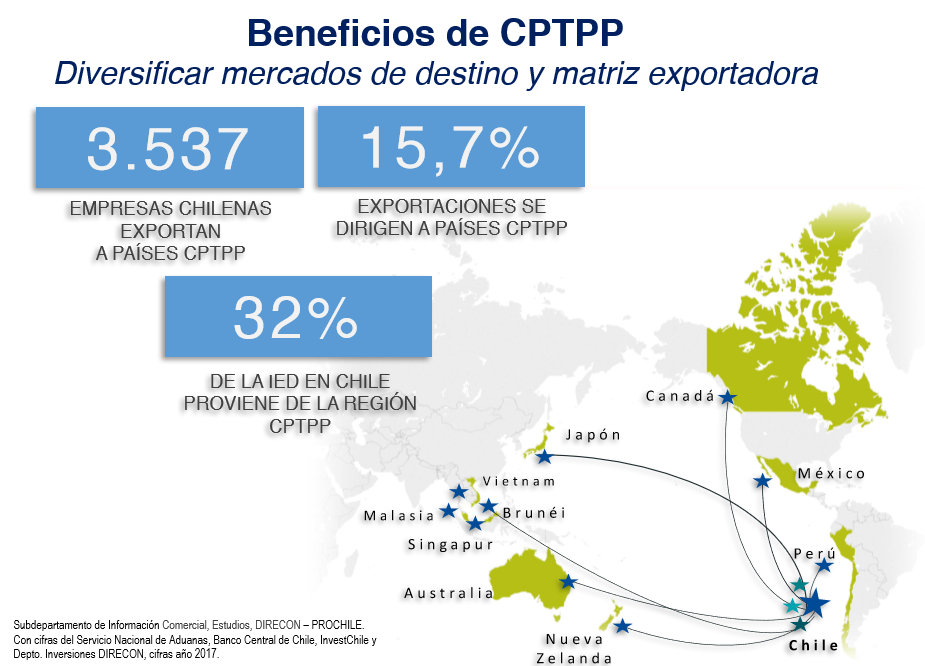 Beneficios de CPTPP
Diversificar mercados de destino y matriz exportadora
3.537
EMPRESAS CHILENAS
EXPORTAN
A PAÍSES CPTPP
15,7%
EXPORTACIONES SE
DIRIGEN A PAÍSES CPTPP
32%
DE LA IED EN CHILE
PROVIENE DE LA REGIÓN
CPTPP
Canadá
Japón
México
Vietnam
Malasia
Brunéi
Singapur
Perú
Australia
Nueva
Zelanda
Chile
Subdepartamento de Información Comercial, Estudios, DIRECON – PROCHILE.
Con cifras del Servicio Nacional de Aduanas, Banco Central de Chile, InvestChile y
Depto. Inversiones DIRECON, cifras año 2017.